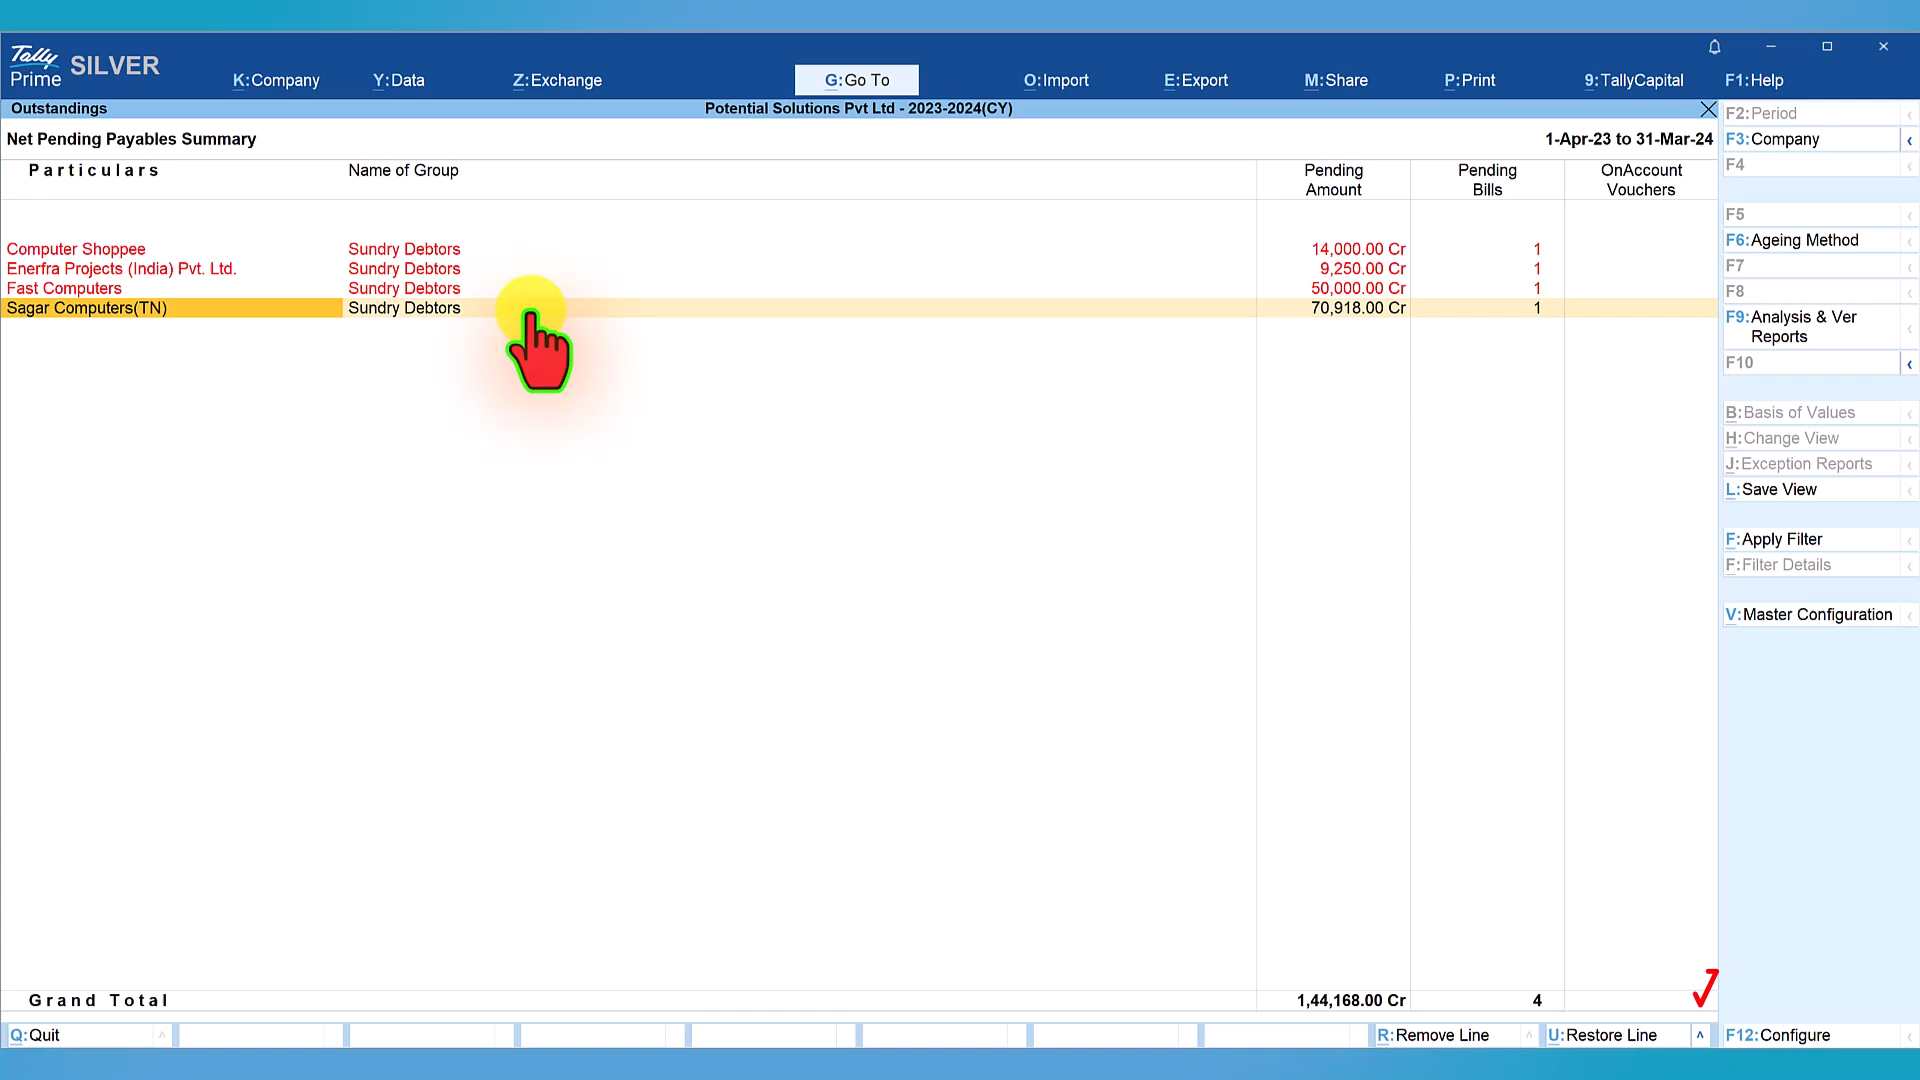 Tally
Prime SILVER
K:Company Y:Data Z:Exchange G:Go To O:Import E:Export M:Share P:Print 9:TallyCapital F1:Help
Outstandings Potential Solutions Pvt Ltd - 2023-2024(CY)
Net Pending Payables Summary 1-Apr-23 to 31-Mar-24
Particulars Name of Group Pending Amount Pending Bills OnAccount Vouchers
Computer Shoppee Sundry Debtors 14,000.00 Cr 1
Enerfra Projects (India) Pvt. Ltd. Sundry Debtors 9,250.00 Cr 1
Fast Computers Sundry Debtors 50,000.00 Cr 1
Sagar Computers(TN) Sundry Debtors 70,918.00 Cr 1
Grand Total 1,44,168.00 Cr 4
Q:Quit R:Remove Line U:Restore Line
F2:Period
F3:Company
F4
F5
F6:Ageing Method
F7
F8
F9:Analysis & Ver
Reports
F10
B:Basis of Values
H:Change View
J:Exception Reports
L:Save View
F:Apply Filter
F:Filter Details
V:Master Configuration
F12:Configure